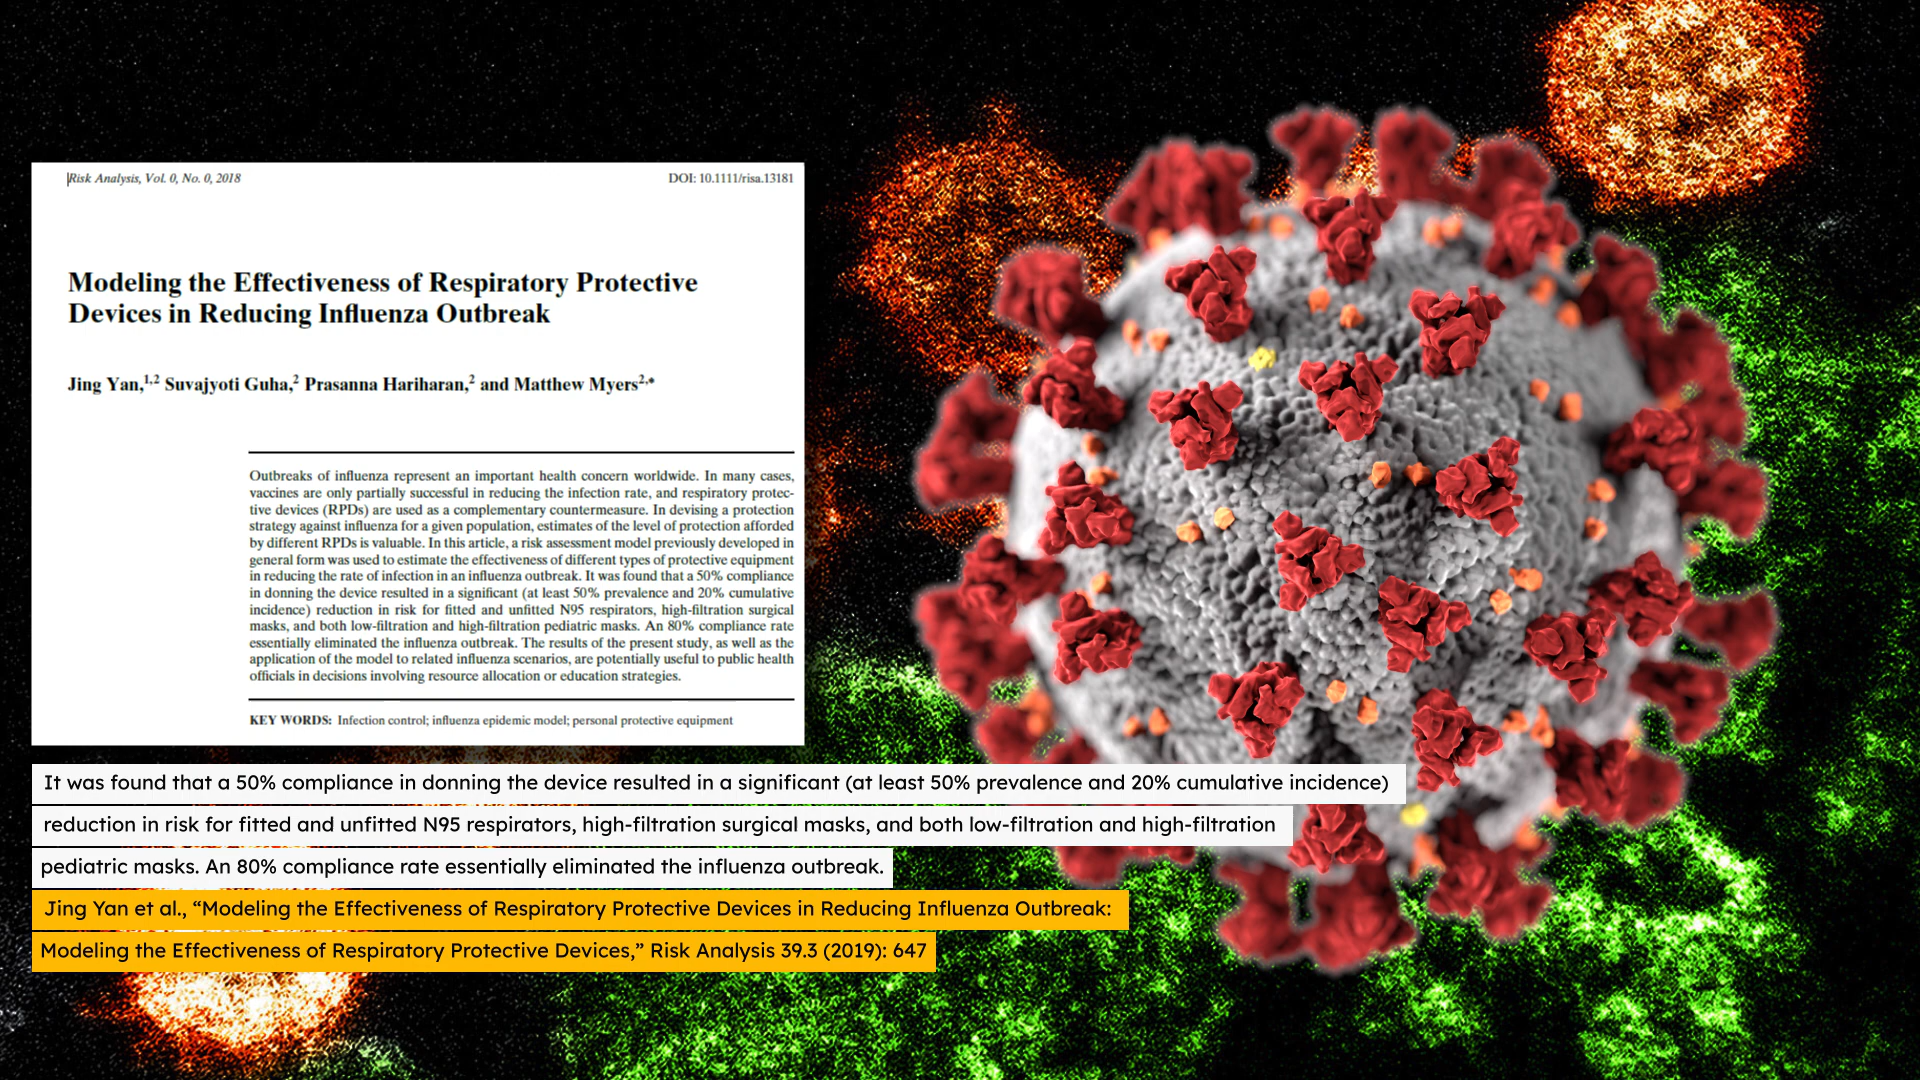 Risk Analysis, Vol. 0, No. 0, 2018
DOI: 10.1111/risa.13181
Modeling the Effectiveness of Respiratory Protective
Devices in Reducing Influenza Outbreak
Jing Yan,1,2 Suvajyoti Guha,2 Prasanna Hariharan,2 and Matthew Myers2,*
Outbreaks of influenza represent an important health concern worldwide. In many cases,
vaccines are only partially successful in reducing the infection rate, and respiratory protec-
tive devices (RPDs) are used as a complementary countermeasure. In devising a protection
strategy against influenza for a given population, estimates of the level of protection afforded
by different RPDs is valuable. In this article, a risk assessment model previously developed in
general form was used to estimate the effectiveness of different types of protective equipment
in reducing the rate of infection in an influenza outbreak. It was found that a 50% compliance
in donning the device resulted in a significant (at least 50% prevalence and 20% cumulative
incidence) reduction in risk for fitted and unfitted N95 respirators, high-filtration surgical
masks, and both low-filtration and high-filtration pediatric masks. An 80% compliance rate
essentially eliminated the influenza outbreak. The results of the present study, as well as the
application of the model to related influenza scenarios, are potentially useful to public health
officials in decisions involving resource allocation or education strategies.
KEY WORDS: Infection control; influenza epidemic model; personal protective equipment
It was found that a 50% compliance in donning the device resulted in a significant (at least 50% prevalence and 20% cumulative incidence)
reduction in risk for fitted and unfitted N95 respirators, high-filtration surgical masks, and both low-filtration and high-filtration
pediatric masks. An 80% compliance rate essentially eliminated the influenza outbreak.
Jing Yan et al., “Modeling the Effectiveness of Respiratory Protective Devices in Reducing Influenza Outbreak:
Modeling the Effectiveness of Respiratory Protective Devices,” Risk Analysis 39.3 (2019): 647